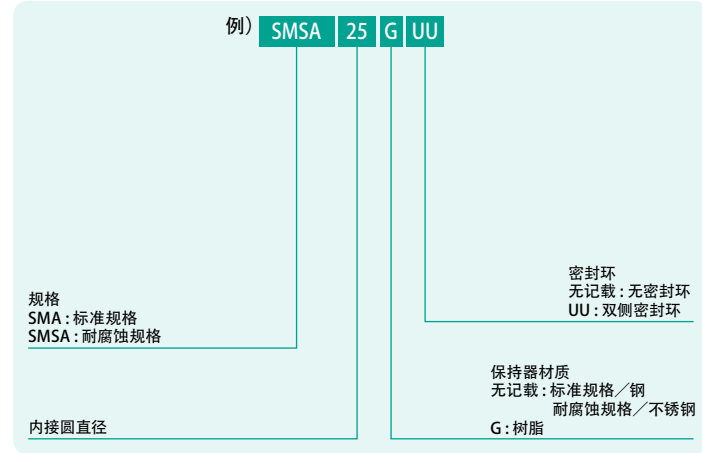 例） SMSA 25 G UU
密封环
无记载 : 无密封环
UU : 双侧密封环
规格
SMA : 标准规格
SMSA : 耐腐蚀规格
保持器材质
无记载 : 标准规格／钢
耐腐蚀规格／不锈钢
G : 树脂
内接圆直径